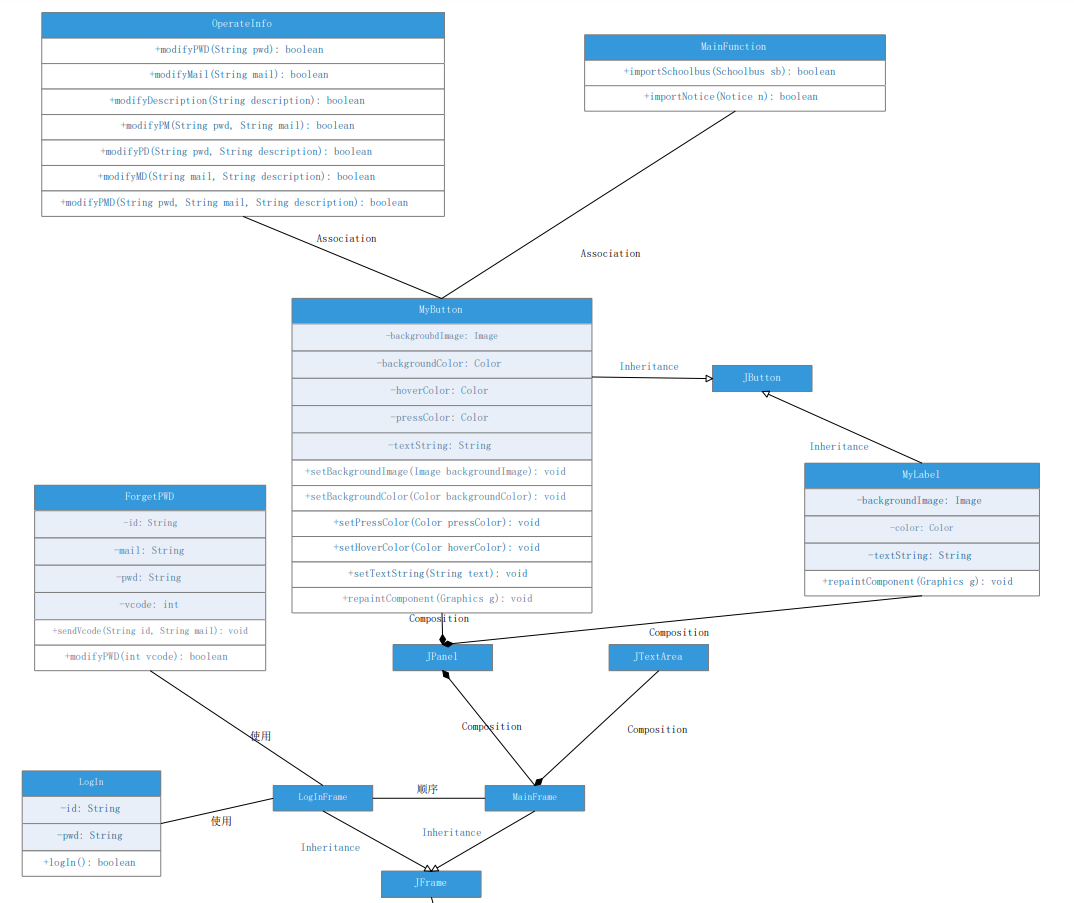 OperateInfo
+modifyPWD(String pwd): boolean
+modifyMail(String mail): boolean
+modifyDescription(String description): boolean
+modifyPM(String pwd, String mail): boolean
+modifyPD(String pwd, String description): boolean
+modifyMD(String mail, String description): boolean
+modifyPMD(String pwd, String mail, String description): boolean
MainFunction
+importSchoolbus(Schoolbus sb): boolean
+importNotice(Notice n): boolean
Association
Association
MyButton
-backgroubdImage: Image
-backgroundColor: Color
-hoverColor: Color
-pressColor: Color
-textString: String
+setBackgroundImage(Image backgroundImage): void
+setBackgroundColor(Color backgroundColor): void
+setPressColor(Color pressColor): void
+setHoverColor(Color hoverColor): void
+setTextString(String text): void
+repaintComponent(Graphics g): void
Inheritance
JButton
Inheritance
MyLabel
-backgroundImage: Image
-color: Color
-textString: String
+repaintComponent(Graphics g): void
ForgetPWD
-id: String
-mail: String
-pwd: String
-vcode: int
+sendVcode(String id, String mail): void
+modifyPWD(int vcode): boolean
Composition
Composition
JPanel
JTextArea
Composition
Composition
使用
LogIn
-id: String
-pwd: String
+logIn(): boolean
使用
LogInFrame
顺序
MainFrame
Inheritance
Inheritance
JFrame